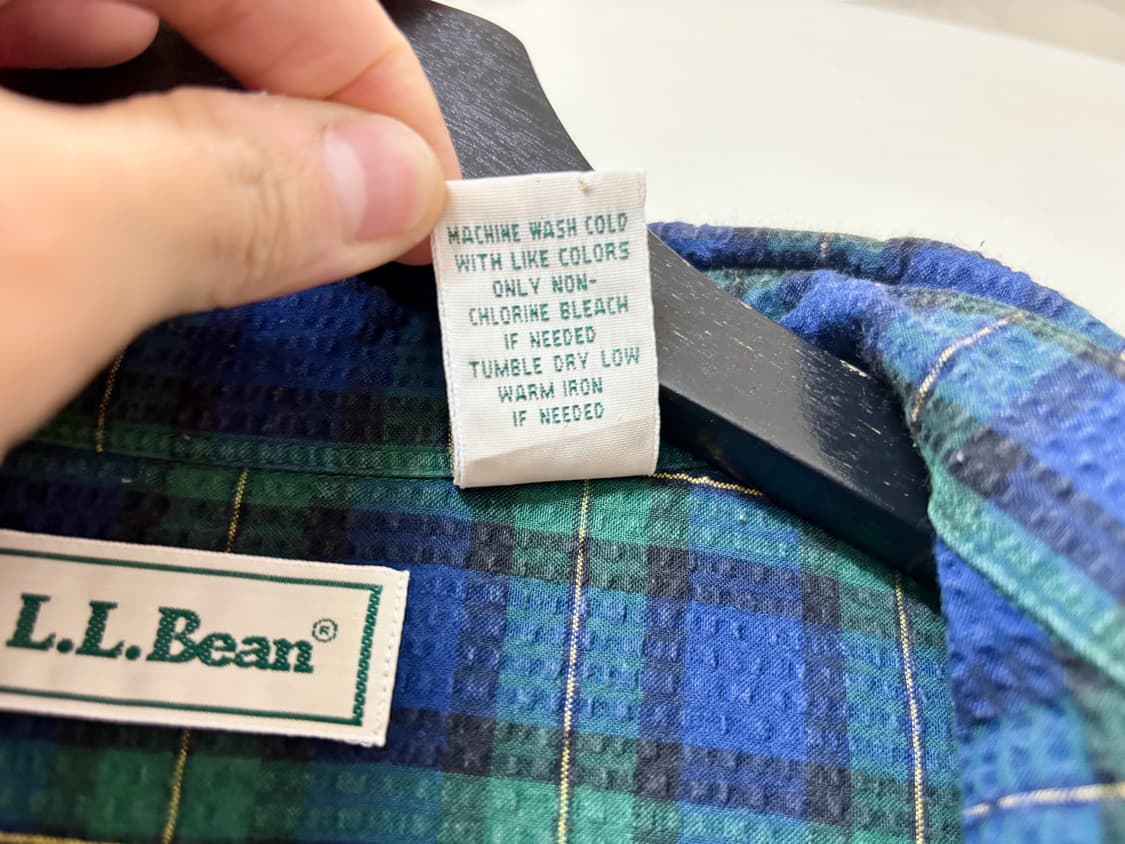 MACHINE WASH COLD
WITH LIKE COLORS
ONLY NON-
CHLORINE BLEACH
IF NEEDED
TUMBLE DRY LOW
WARM IRON
IF NEEDED
L.L.Bean®